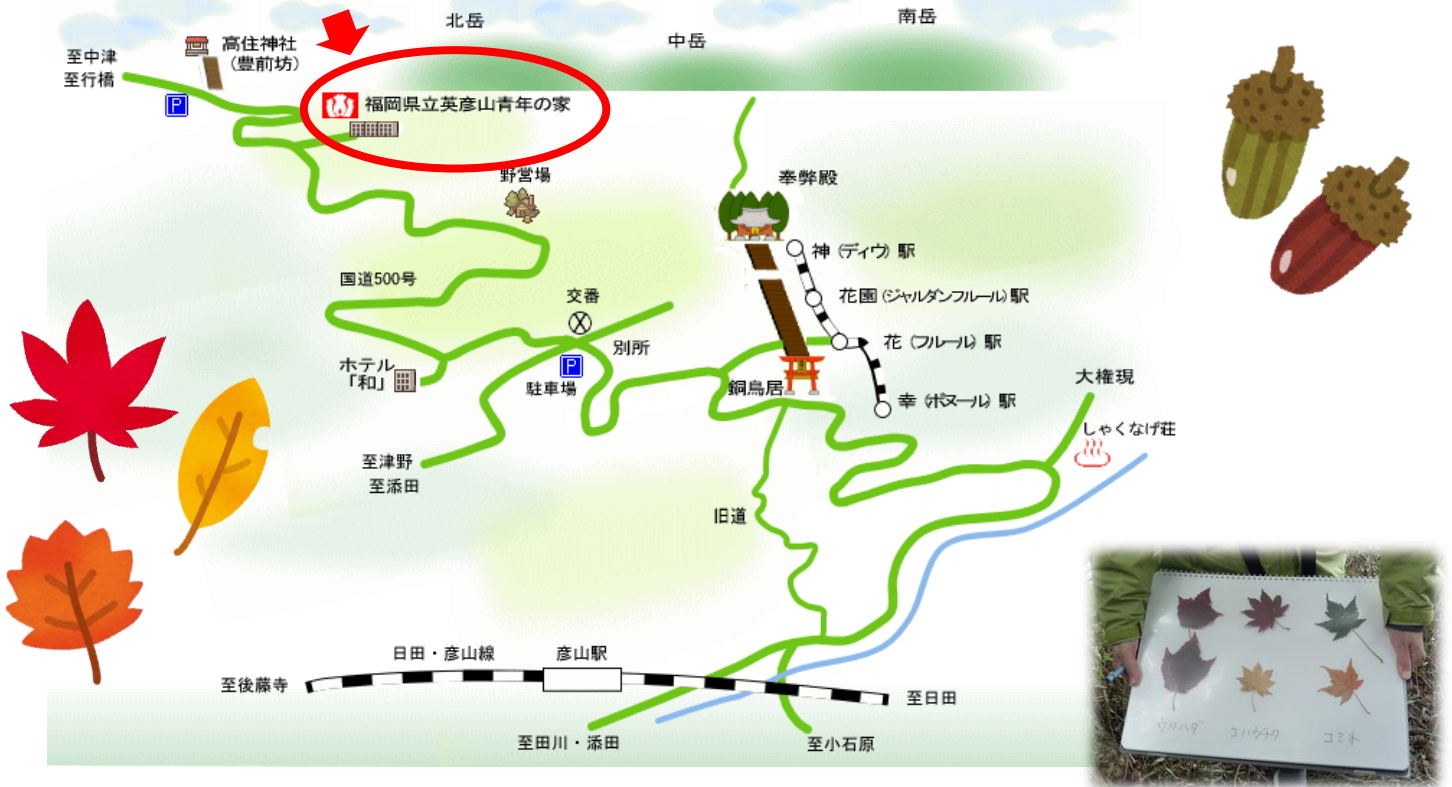 北岳
中岳
南岳
高住神社
（豊前坊）
至中津
至行橋
P
福岡県立英彦山青年の家
野営場
奉弊殿
神（ディヴ）駅
国道500号
交番
花園（ジャルダンフルール）駅
花（フルール）駅
別所
ホテル
「和」
P
駐車場
銅鳥居
大権現
幸（ボヌール）駅
しゃくなげ荘
至津野
至添田
旧道
日田・彦山線
彦山駅
至後藤寺
至日田
至田川・添田
至小石原
ウリハダ
コハウチワ
コミネ